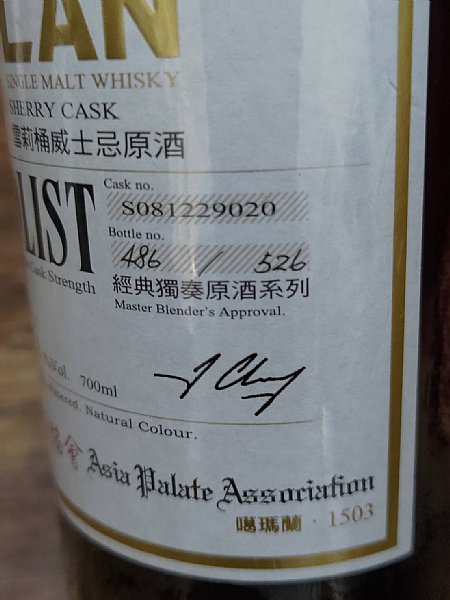 LAN
SINGLE MALT WHISKY
SHERRY CASK
雪莉桶威士忌原酒
LIST
Cask Strength
Cask no.
S081229020
Bottle no.
486 / 526
經典獨奏原酒系列
Master Blender's Approval.
Vol. 700ml
Natural Colour.
會 Asia Palate Association
噶瑪蘭 · 1503